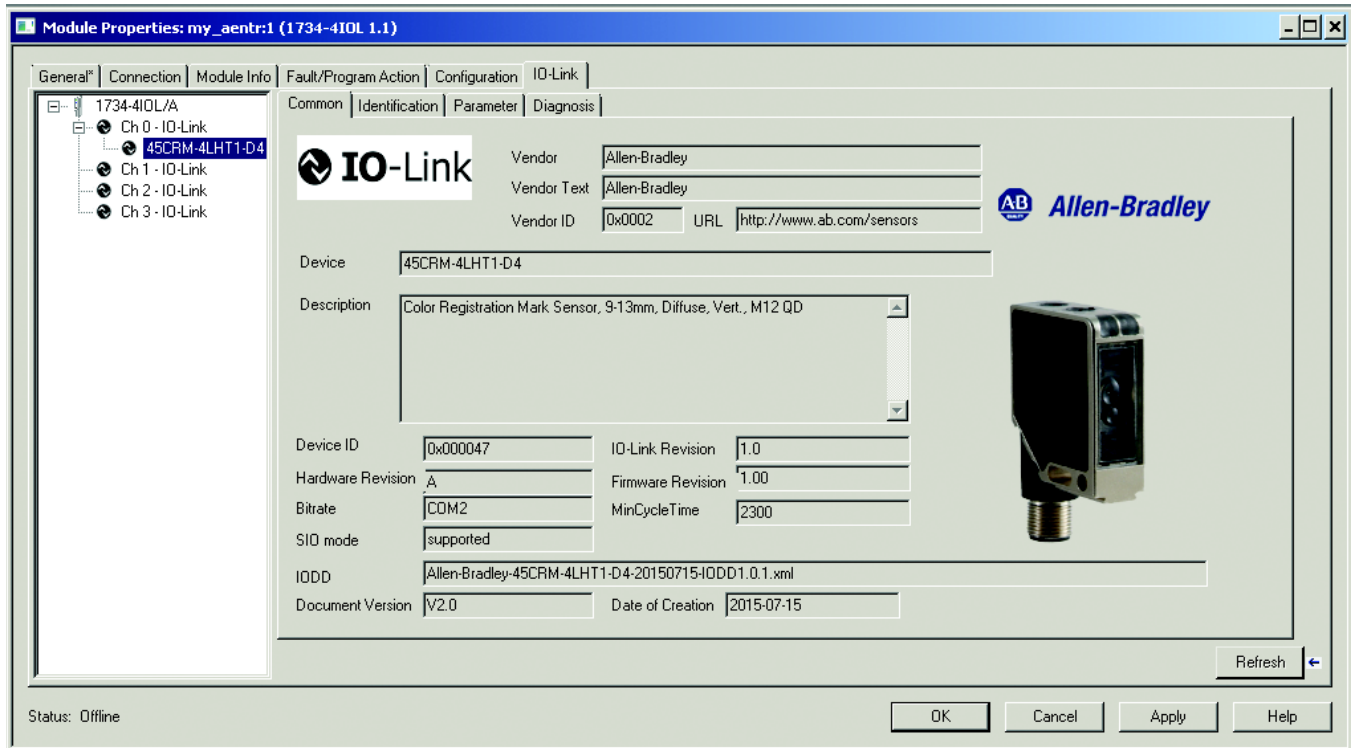 Module Properties: my_aentr:1 (1734-4IOL 1.1)
General* Connection Module Info Fault/Program Action Configuration IO-Link
1734-4IOL/A
Ch 0 - IO-Link
45CRM-4LHT1-D4
Ch 1 - IO-Link
Ch 2 - IO-Link
Ch 3 - IO-Link
Common Identification Parameter Diagnosis
IO-Link
Vendor Allen-Bradley
Vendor Text Allen-Bradley
Vendor ID 0x0002 URL http://www.ab.com/sensors
AB Allen-Bradley
Device 45CRM-4LHT1-D4
Description Color Registration Mark Sensor, 9-13mm, Diffuse, Vert., M12 QD
Device ID 0x000047 IO-Link Revision 1.0
Hardware Revision A Firmware Revision 1.00
Bitrate COM2 MinCycleTime 2300
SIO mode supported
IODD Allen-Bradley-45CRM-4LHT1-D4-20150715-IODD1.0.1.xml
Document Version V2.0 Date of Creation 2015-07-15
Refresh
Status: Offline OK Cancel Apply Help